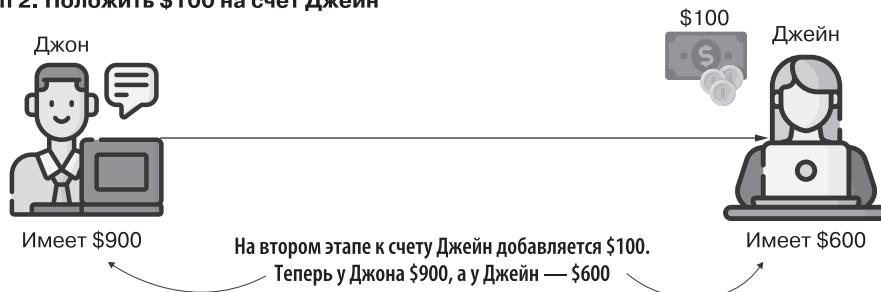 2. Положить $100 на счет Джейн
$100
Джон
Джейн
Имеет $900
Имеет $600
На втором этапе к счету Джейн добавляется $100.
Теперь у Джона $900, а у Джейн — $600